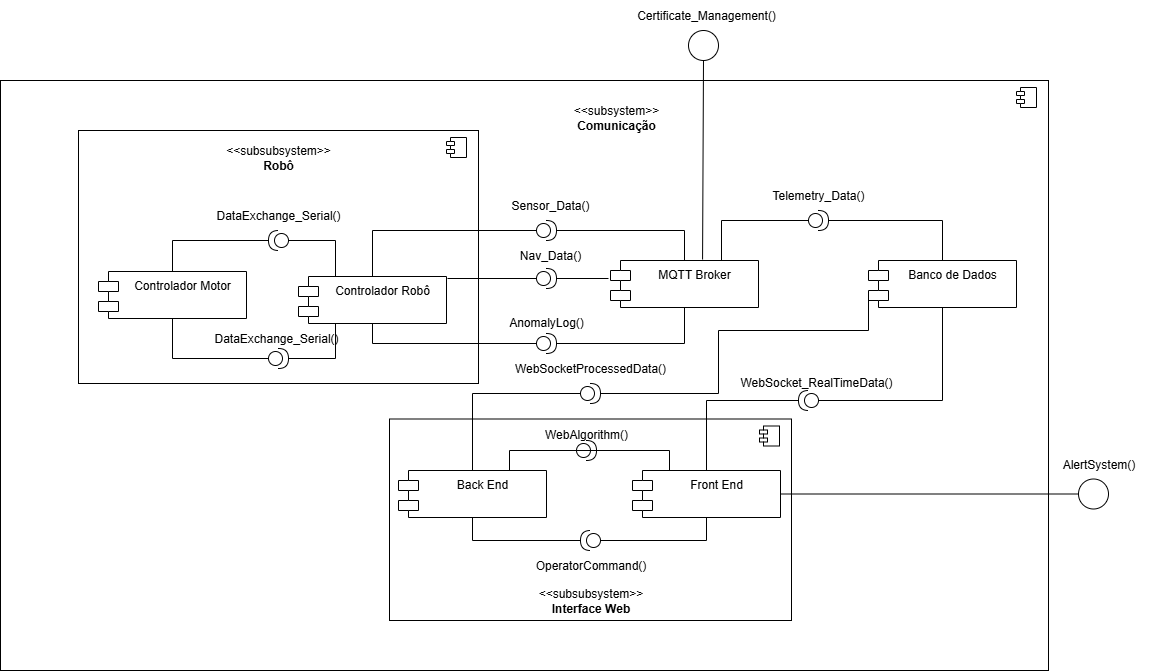 Certificate_Management()
<<subsystem>>
Comunicação
<<subsubsystem>>
Robô
DataExchange_Serial()
Sensor_Data()
Telemetry_Data()
Nav_Data()
Controlador Motor
Controlador Robô
MQTT Broker
Banco de Dados
AnomalyLog()
DataExchange_Serial()
WebSocketProcessedData()
WebSocket_RealTimeData()
WebAlgorithm()
AlertSystem()
Back End
Front End
OperatorCommand()
<<subsubsystem>>
Interface Web